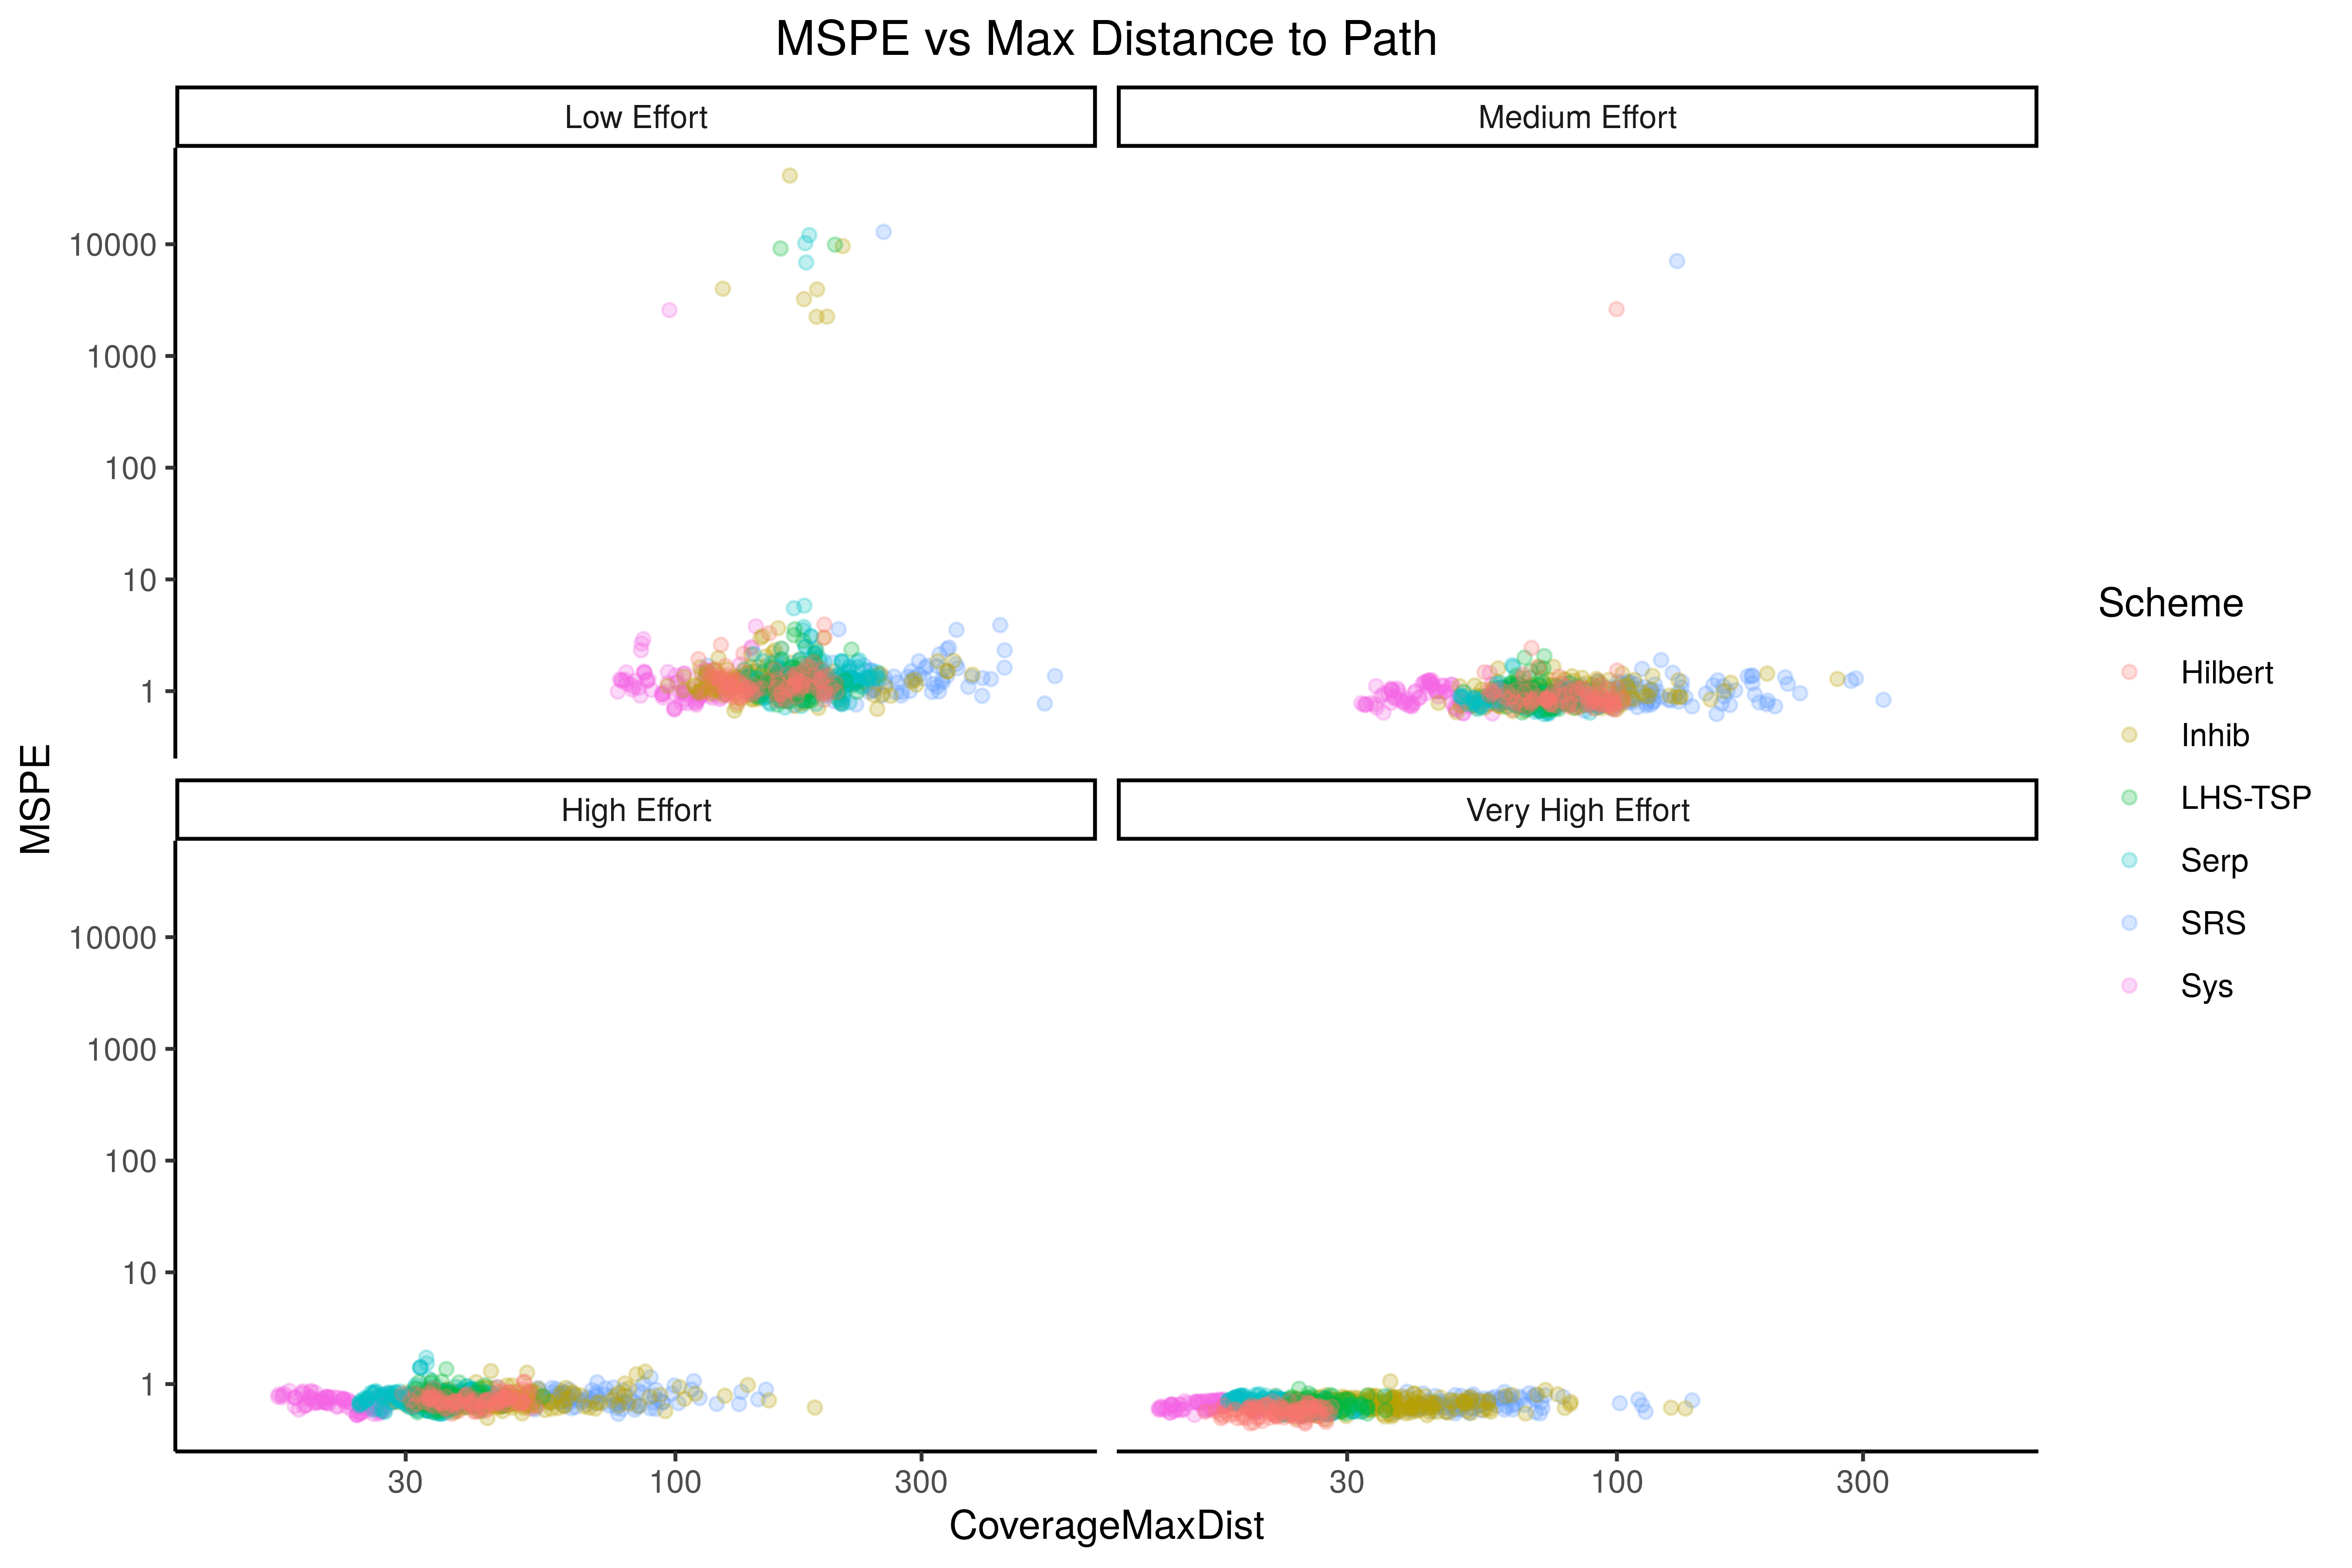 MSPE vs Max Distance to Path
Low Effort
Medium Effort
10000
1000
100
10
1
High Effort
Very High Effort
10000
1000
100
10
1
30
100
300
30
100
300
CoverageMaxDist
MSPE
Scheme
Hilbert
Inhib
LHS-TSP
Serp
SRS
Sys